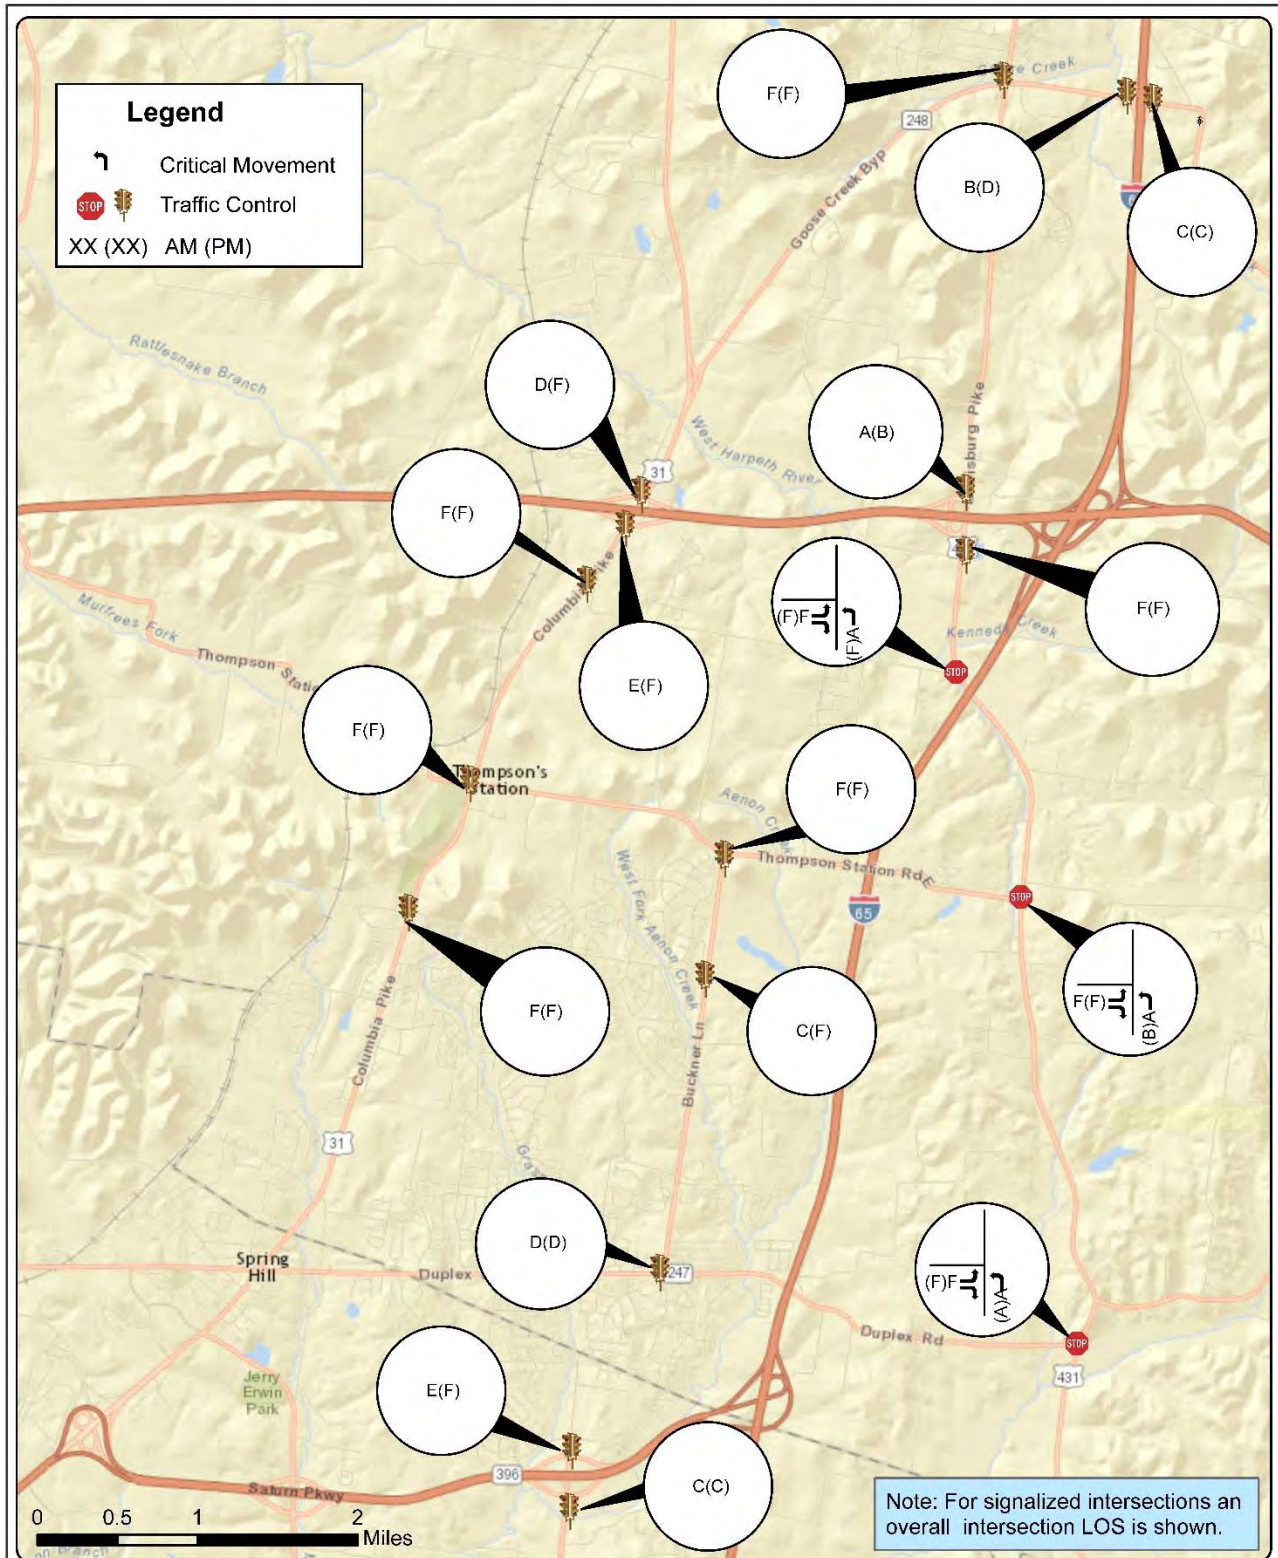 Legend
Critical Movement
STOP Traffic Control
XX (XX) AM (PM)
F(F)
Creek
248
B(D)
C(C)
Goose Creek Byp
Rattlesnake Branch
D(F)
A(B)
West Harpeth River
31
F(F)
Columbia Pike
(F)F
(F)A
F(F)
Kennedy Creek
STOP
Murfrees Fork
Thompson Statio
E(F)
F(F)
Thompson's
Station
F(F)
Aenon Creek
Thompson Station Rd E
65
STOP
West Fork Aenon Creek
F(F)
(B)A
F(F)
C(F)
Columbia Pike
Buckner Ln
31
Gras
D(D)
Spring
Hill
Duplex
247
(F)F
(A)A
Duplex Rd
STOP
431
Jerry
Erwin
Park
E(F)
396
C(C)
Saturn Pkwy
0 0.5 1 2
Miles
Note: For signalized intersections an
overall intersection LOS is shown.